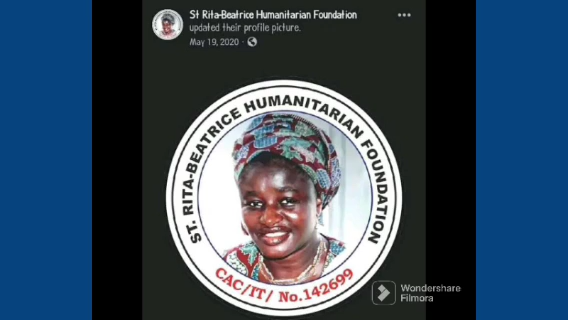 St Rita-Beatrice Humanitarian Foundation
updated their profile picture.
May 19, 2020 ·
ST. RITA-BEATRICE HUMANITARIAN FOUNDATION
CAC/IT/ No.142699
Wondershare
Filmora